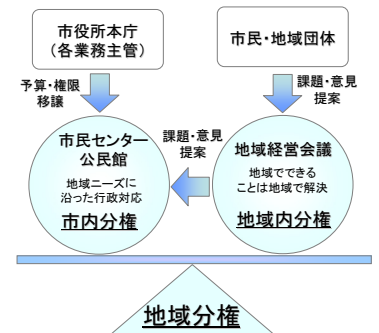 市役所本庁
（各業務主管）
市民・地域団体
予算・権限
移譲
課題・意見
提案
市民センター
公民館
地域ニーズに
沿った行政対応
市内分権
課題・意見
提案
地域経営会議
地域でできる
ことは地域で解決
地域内分権
地域分権